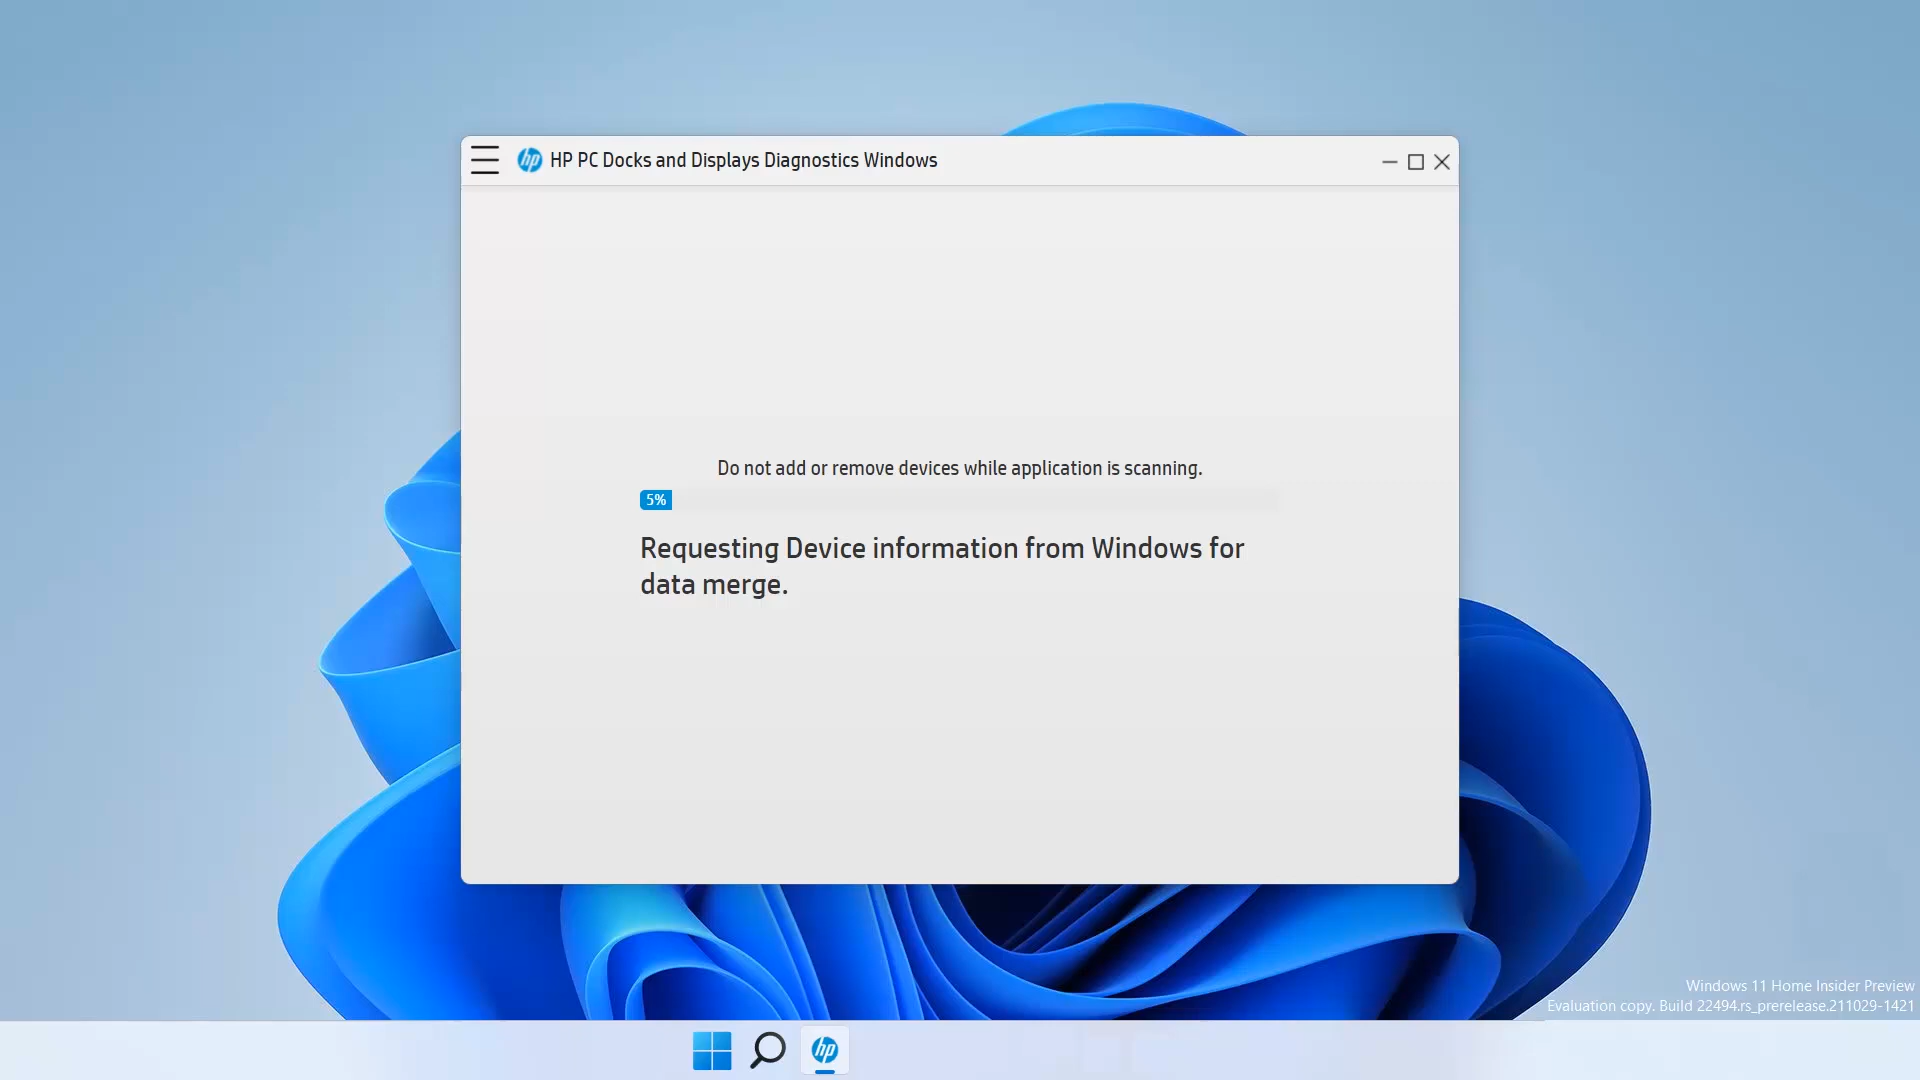 hp HP PC Docks and Displays Diagnostics Windows
Do not add or remove devices while application is scanning.
5%
Requesting Device information from Windows for
data merge.
Windows 11 Home Insider Preview
Evaluation copy. Build 22494.rs_prerelease.211029-1421
hp